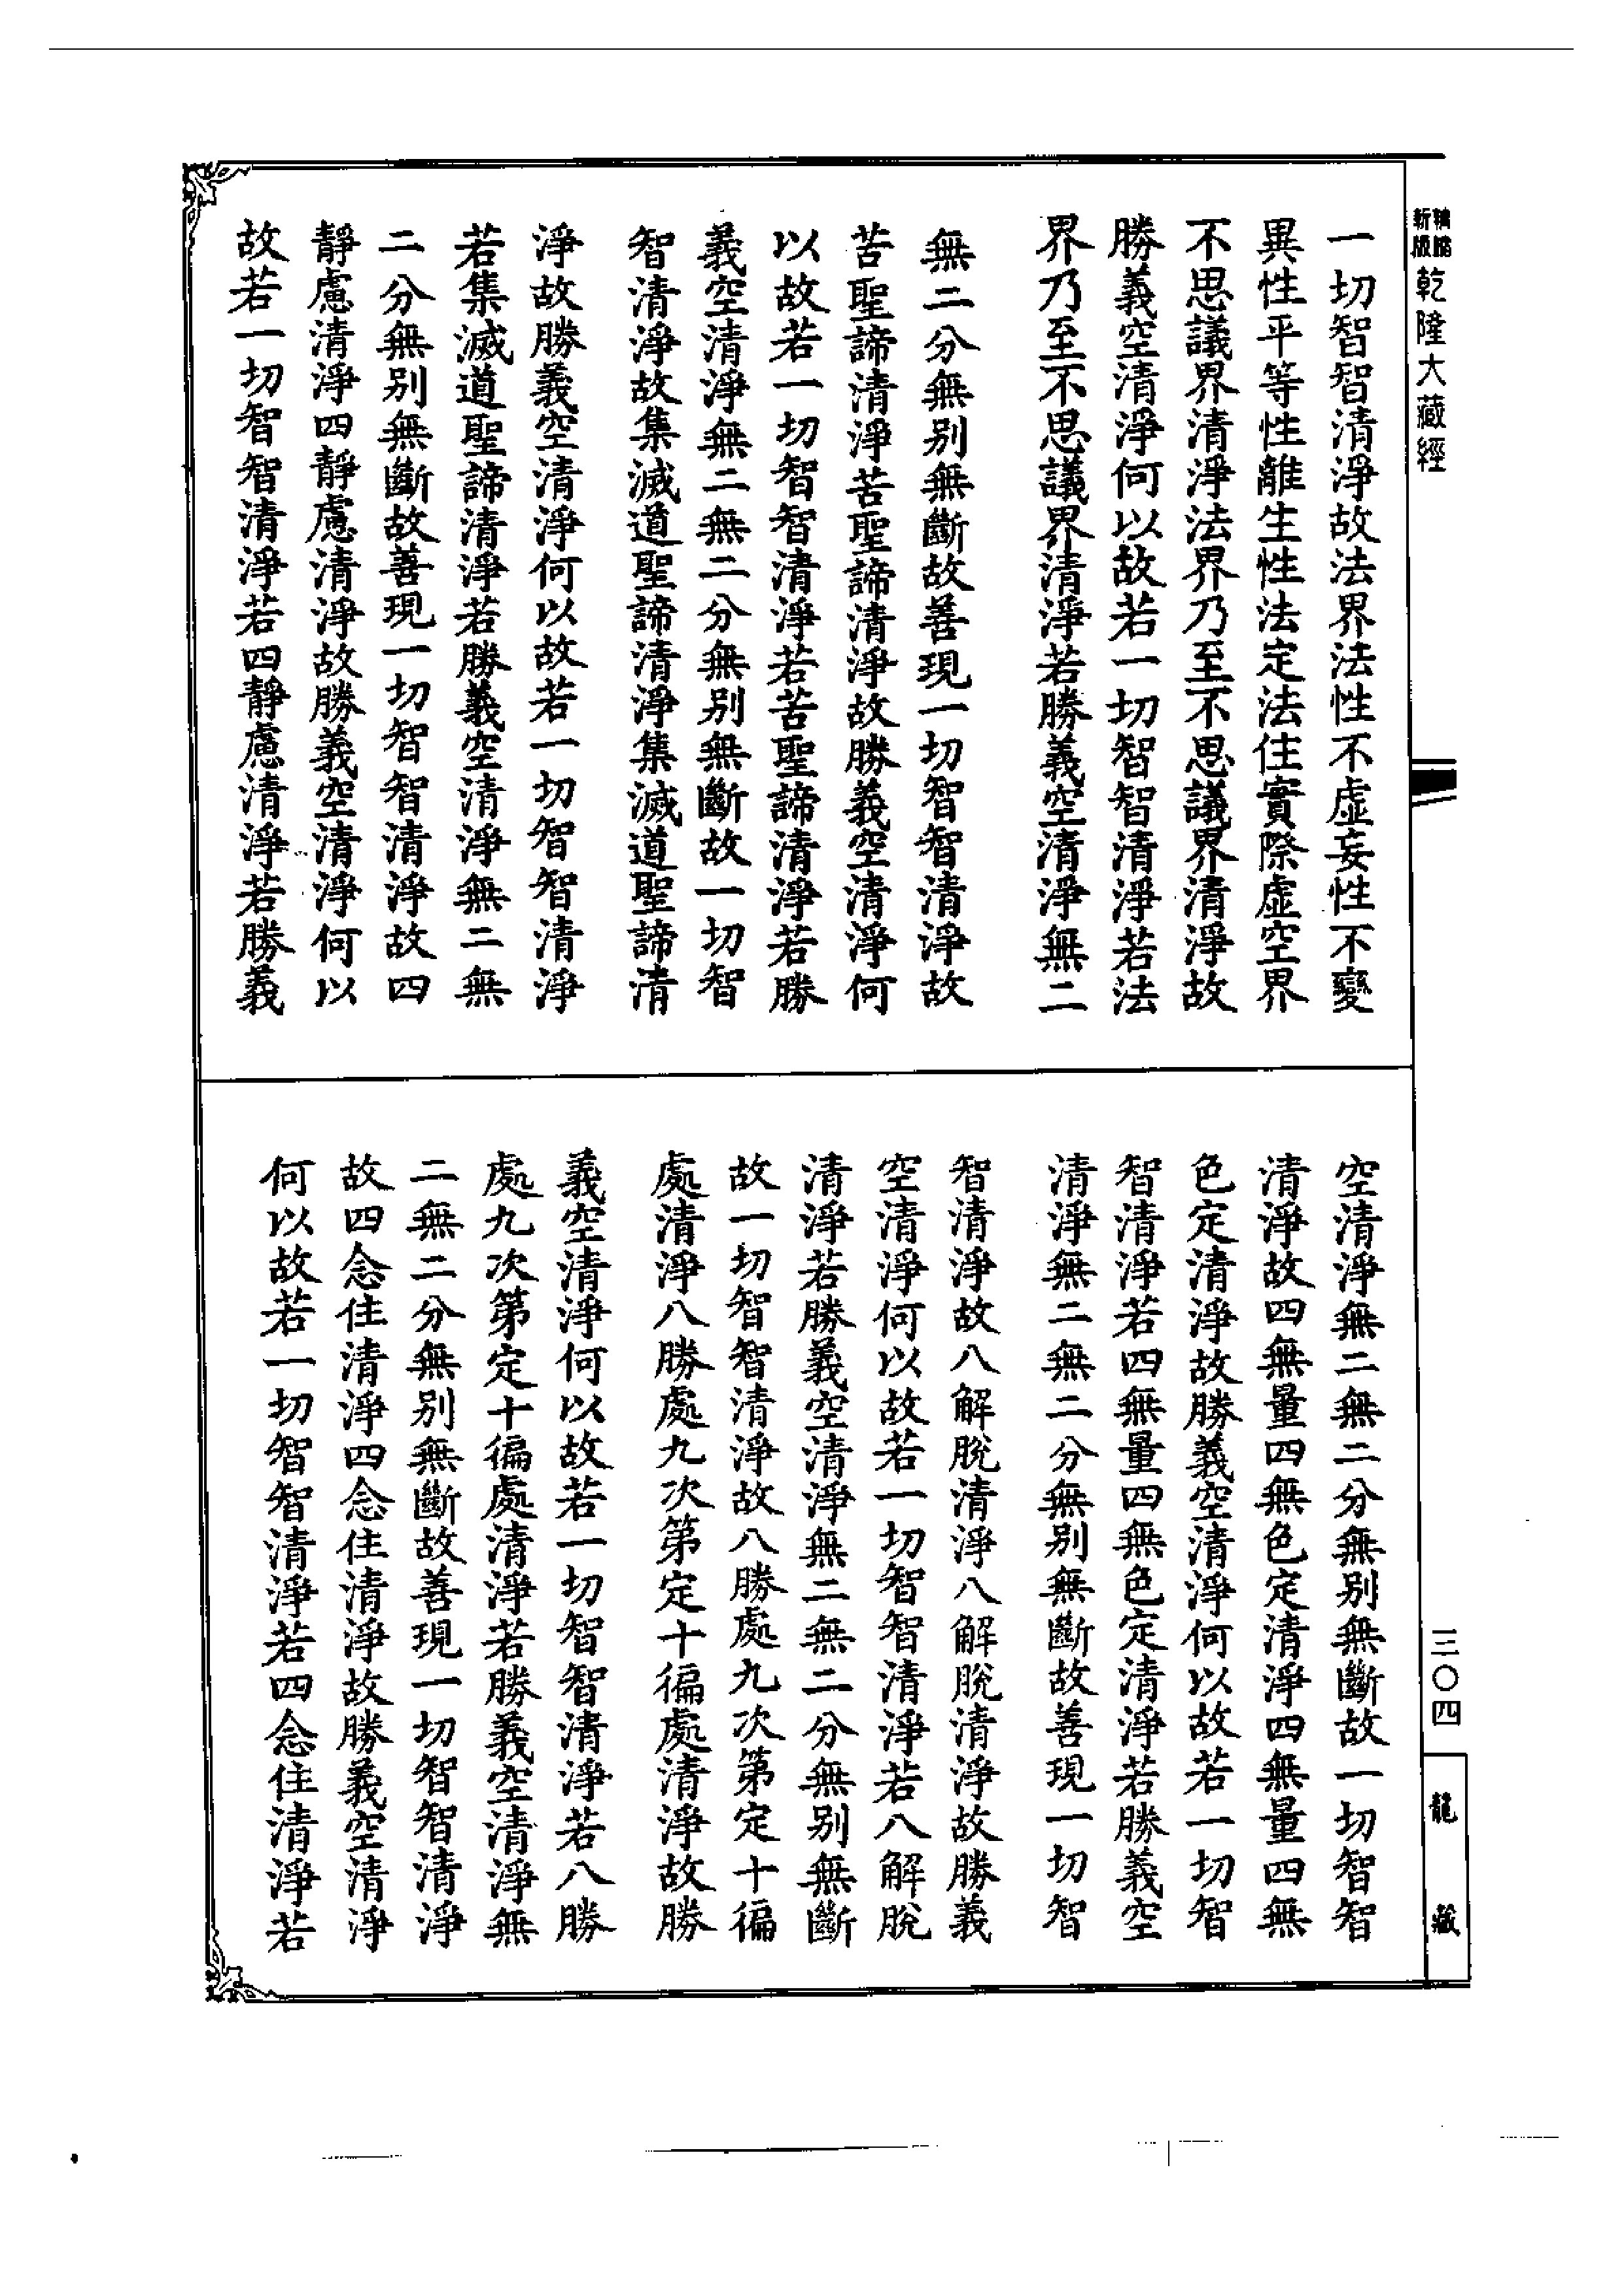 新版精縮
乾隆大藏經
一切智智清淨故法界法性不虛妄性不變
異性平等性離生性法定法住實際虛空界
不思議界清淨法界乃至不思議界清淨故
勝義空清淨何以故若一切智智清淨若法
界乃至不思議界清淨若勝義空清淨無二
無二分無别無斷故善現一切智智清淨故
苦聖諦清淨苦聖諦清淨故勝義空清淨何
以故若一切智智清淨若苦聖諦清淨若勝
義空清淨無二無二分無别無斷故一切智
智清淨故集滅道聖諦清淨集滅道聖諦清
淨故勝義空清淨何以故若一切智智清淨
若集滅道聖諦清淨若勝義空清淨無二無
二分無别無斷故善現一切智智清淨故四
靜慮清淨四靜慮清淨故勝義空清淨何以
故若一切智智清淨若四靜慮清淨若勝義
空清淨無二無二分無别無斷故一切智智
清淨故四無量四無色定清淨四無量四無
色定清淨故勝義空清淨何以故若一切智
智清淨若四無量四無色定清淨若勝義空
清淨無二無二分無别無斷故善現一切智
智清淨故八解脫清淨八解脫清淨故勝義
空清淨何以故若一切智智清淨若八解脫
清淨若勝義空清淨無二無二分無别無斷
故一切智智清淨故八勝處九次第定十徧
處清淨八勝處九次第定十徧處清淨故勝
義空清淨何以故若一切智智清淨若八勝
處九次第定十徧處清淨若勝義空清淨無
二無二分無别無斷故善現一切智智清淨
故四念住清淨四念住清淨故勝義空清淨
何以故若一切智智清淨若四念住清淨若
三〇四
龍藏